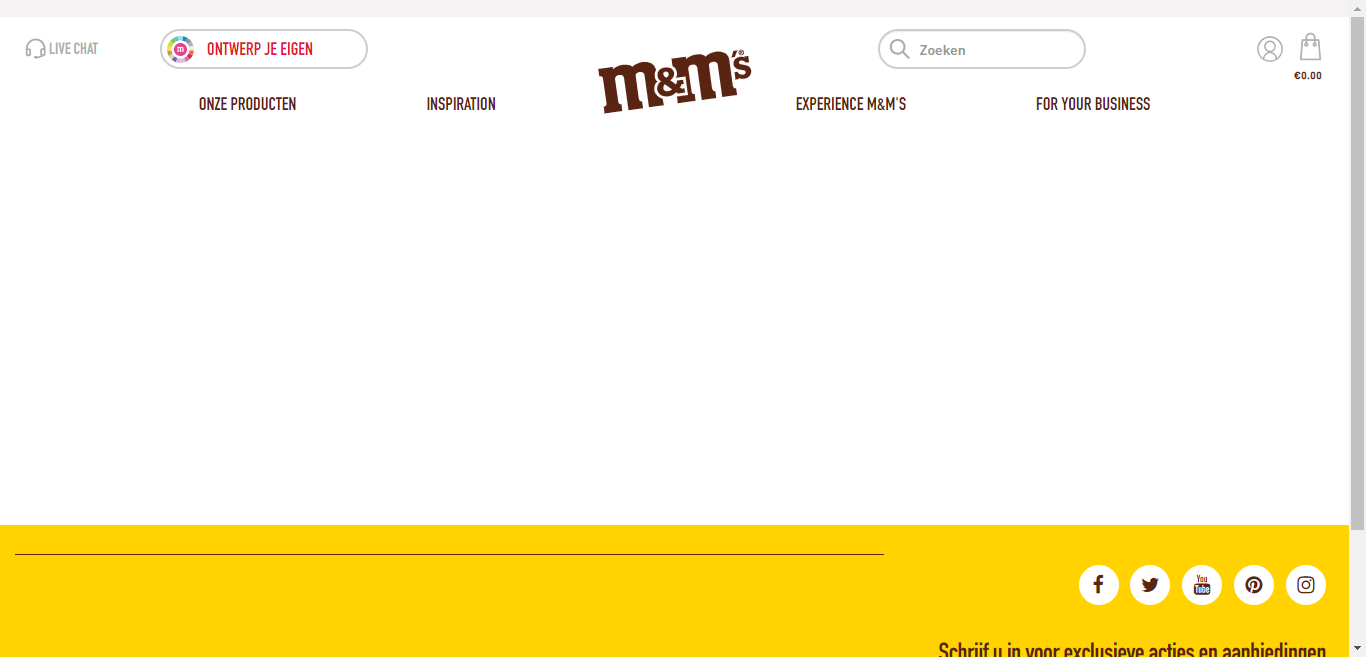 LIVE CHAT
ONTWERP JE EIGEN
m
m&m's®
Zoeken
€0.00
ONZE PRODUCTEN
INSPIRATION
EXPERIENCE M&M'S
FOR YOUR BUSINESS
You
Tube
Schrijf u in voor exclusieve acties en aanbiedingen